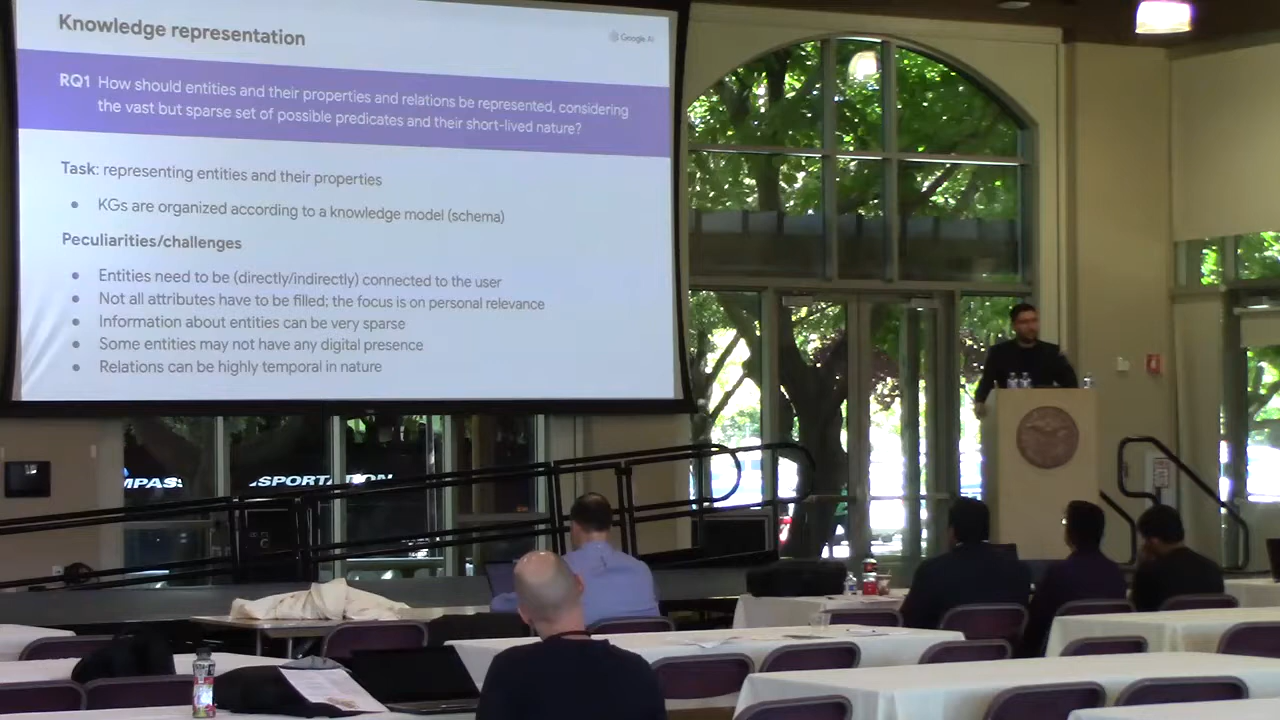 Knowledge representation
Google AI
RQ1 How should entities and their properties and relations be represented, considering
the vast but sparse set of possible predicates and their short-lived nature?
Task: representing entities and their properties
• KGs are organized according to a knowledge model (schema)
Peculiarities/challenges
• Entities need to be (directly/indirectly) connected to the user
• Not all attributes have to be filled; the focus is on personal relevance
• Information about entities can be very sparse
• Some entities may not have any digital presence
• Relations can be highly temporal in nature